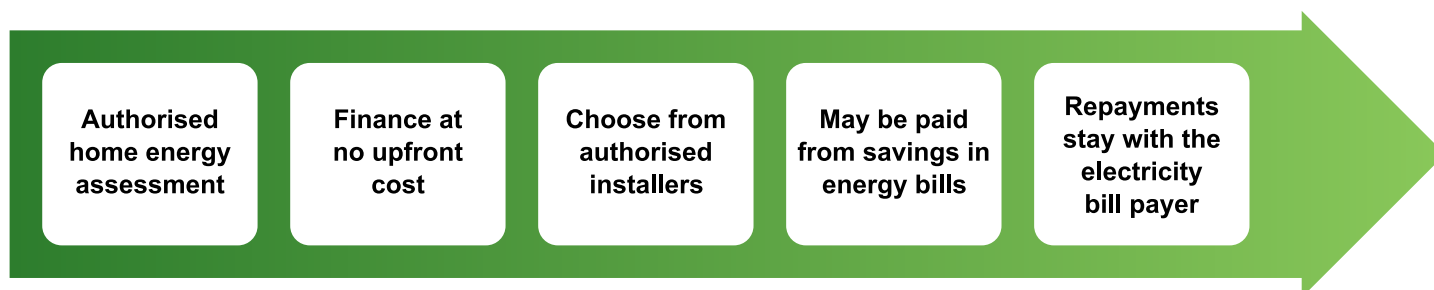 Authorised
home energy
assessment
Finance at
no upfront
cost
Choose from
authorised
installers
May be paid
from savings in
energy bills
Repayments
stay with the
electricity
bill payer